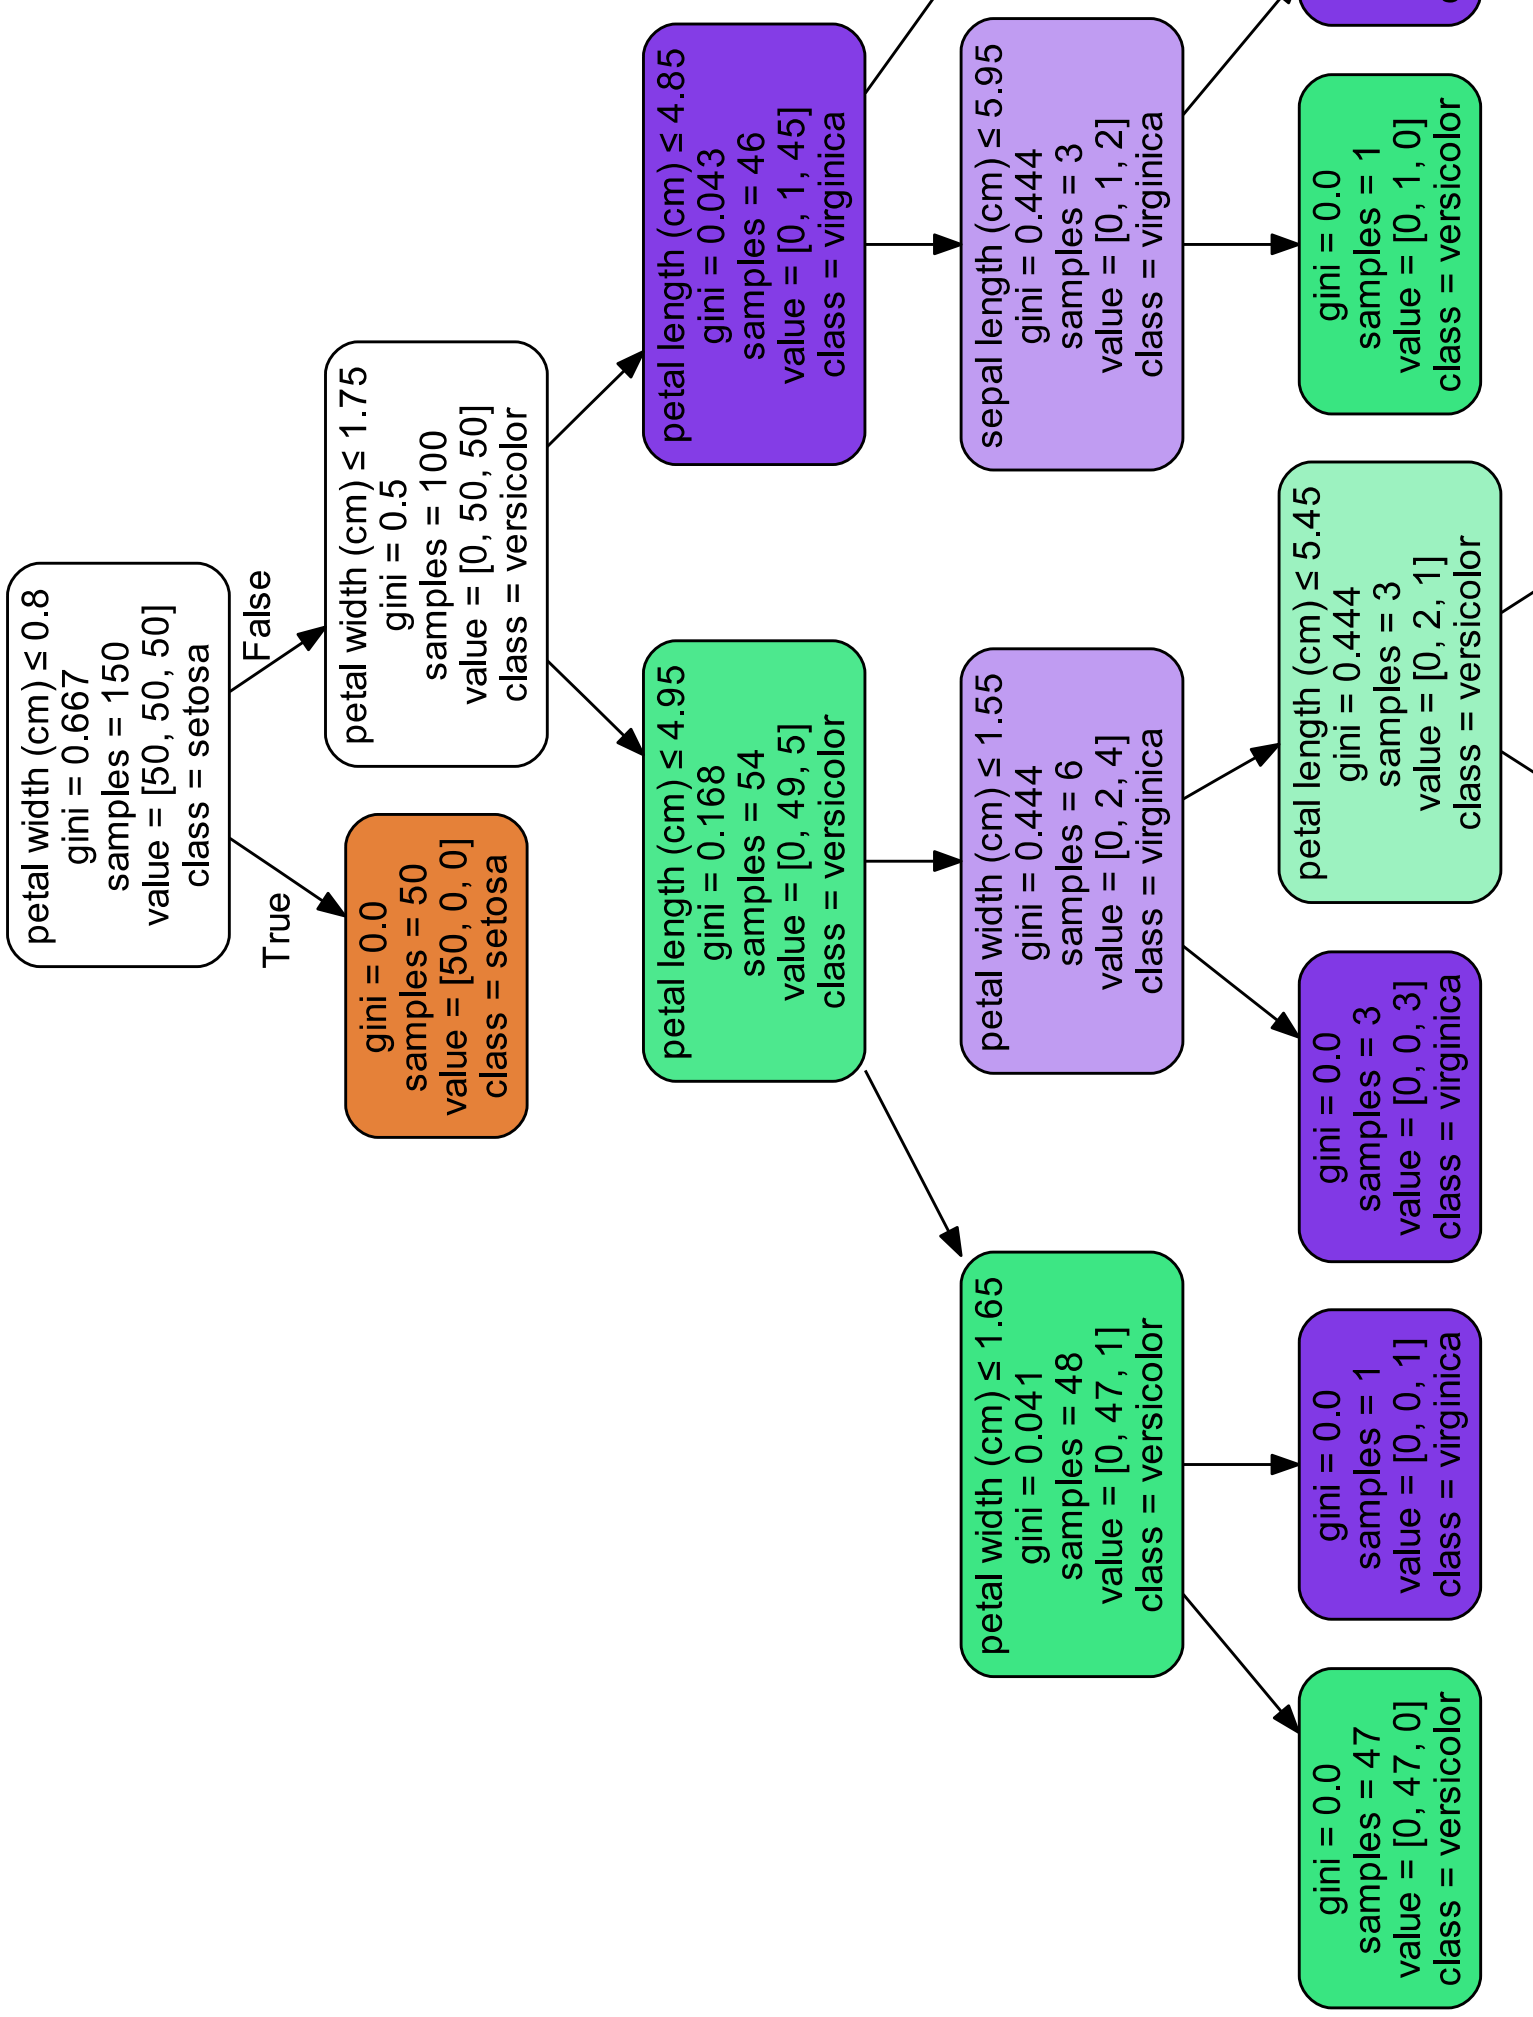 petal width (cm) ≤ 0.8
gini = 0.667
samples = 150
value = [50, 50, 50]
class = setosa
True
False
gini = 0.0
samples = 50
value = [50, 0, 0]
class = setosa
petal width (cm) ≤ 1.75
gini = 0.5
samples = 100
value = [0, 50, 50]
class = versicolor
petal length (cm) ≤ 4.95
gini = 0.168
samples = 54
value = [0, 49, 5]
class = versicolor
petal length (cm) ≤ 4.85
gini = 0.043
samples = 46
value = [0, 1, 45]
class = virginica
petal width (cm) ≤ 1.65
gini = 0.041
samples = 48
value = [0, 47, 1]
class = versicolor
petal width (cm) ≤ 1.55
gini = 0.444
samples = 6
value = [0, 2, 4]
class = virginica
sepal length (cm) ≤ 5.95
gini = 0.444
samples = 3
value = [0, 1, 2]
class = virginica
gini = 0.0
samples = 47
value = [0, 47, 0]
class = versicolor
gini = 0.0
samples = 1
value = [0, 0, 1]
class = virginica
gini = 0.0
samples = 3
value = [0, 0, 3]
class = virginica
petal length (cm) ≤ 5.45
gini = 0.444
samples = 3
value = [0, 2, 1]
class = versicolor
gini = 0.0
samples = 1
value = [0, 1, 0]
class = versicolor